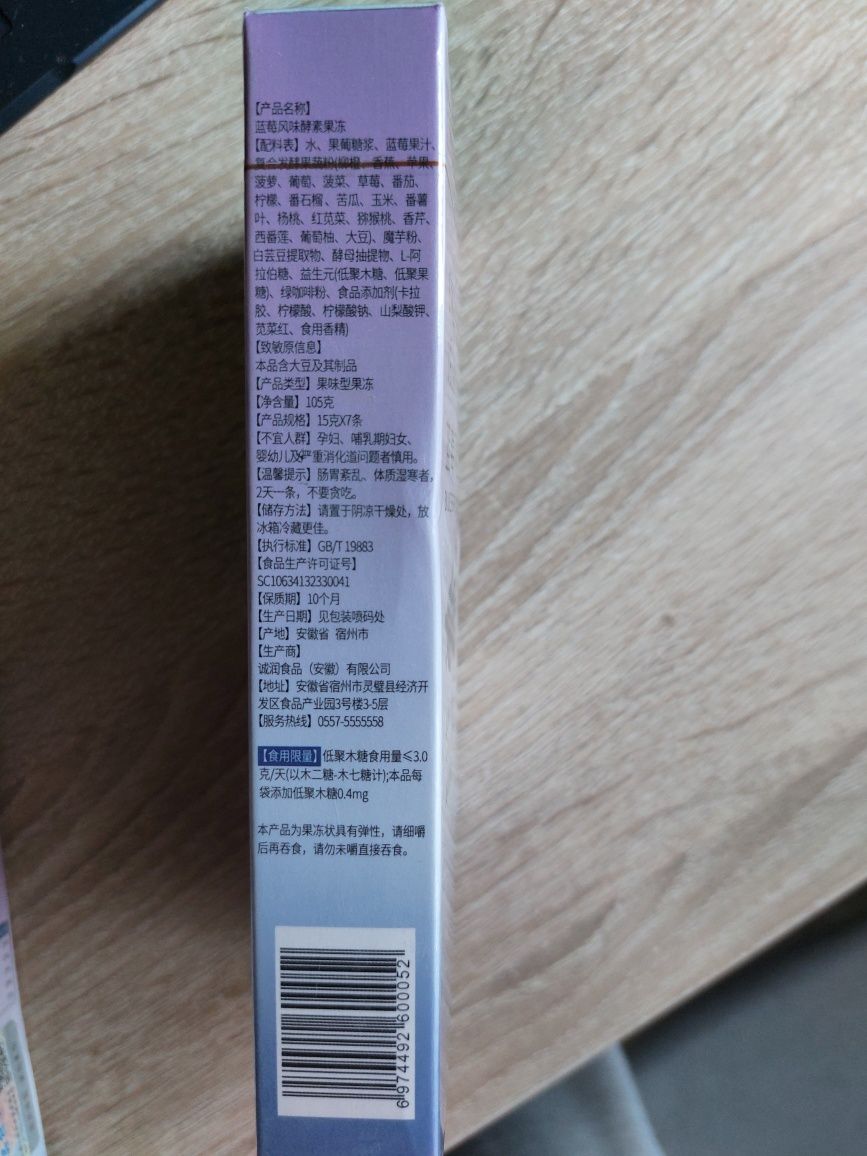 【产品名称】
蓝莓风味酵素果冻
【配料表】水、果葡糖浆、蓝莓果汁、
复合发酵果蔬粉(柳橙、香蕉、苹果、
菠萝、葡萄、菠菜、草莓、番茄、
柠檬、番石榴、苦瓜、玉米、番薯
叶、杨桃、红苋菜、猕猴桃、香芹、
西番莲、葡萄柚、大豆)、魔芋粉、
白芸豆提取物、酵母抽提物、L-阿
拉伯糖、益生元(低聚木糖、低聚果
糖)、绿咖啡粉、食品添加剂(卡拉
胶、柠檬酸、柠檬酸钠、山梨酸钾、
苋菜红、食用香精)
【致敏原信息】
本品含大豆及其制品
【产品类型】果味型果冻
【净含量】105克
【产品规格】15克X7条
【不宜人群】孕妇、哺乳期妇女、
婴幼儿及严重消化道问题者慎用。
【温馨提示】肠胃紊乱、体质湿寒者,
2天一条，不要贪吃。
【储存方法】请置于阴凉干燥处，放
冰箱冷藏更佳。
【执行标准】GB/T 19883
【食品生产许可证号】
SC10634132330041
【保质期】10个月
【生产日期】见包装喷码处
【产地】安徽省 宿州市
【生产商】
诚润食品（安徽）有限公司
【地址】安徽省宿州市灵璧县经济开
发区食品产业园3号楼3-5层
【服务热线】0557-5555558
【食用限量】低聚木糖食用量≤3.0
克/天(以木二糖-木七糖计);本品每
袋添加低聚木糖0.4mg
本产品为果冻状具有弹性，请细嚼
后再吞食，请勿未嚼直接吞食。
6 974492 600052